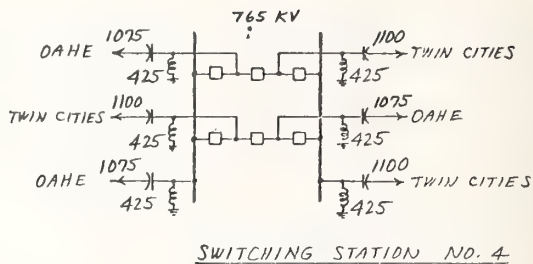 765 KV
1075
OAHE
425
1100
TWIN CITIES
425
1100
TWIN CITIES
425
1075
OAHE
425
1075
OAHE
425
1100
TWIN CITIES
425
SWITCHING STATION NO. 4